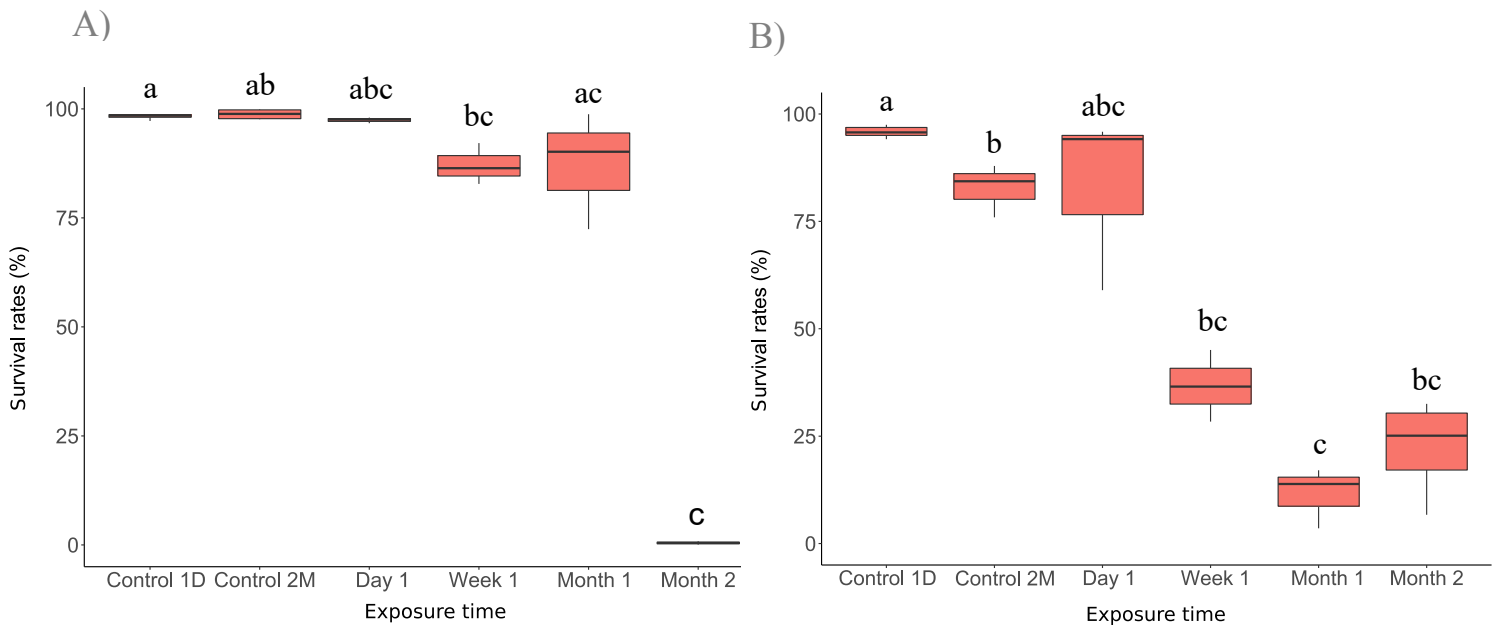 A)
a
ab
abc
bc
ac
c
100
75
50
25
0
Survival rates (%)
Control 1D Control 2M Day 1 Week 1 Month 1 Month 2
Exposure time
B)
a
b
abc
bc
c
bc
100
75
50
25
0
Survival rates (%)
Control 1D Control 2M Day 1 Week 1 Month 1 Month 2
Exposure time